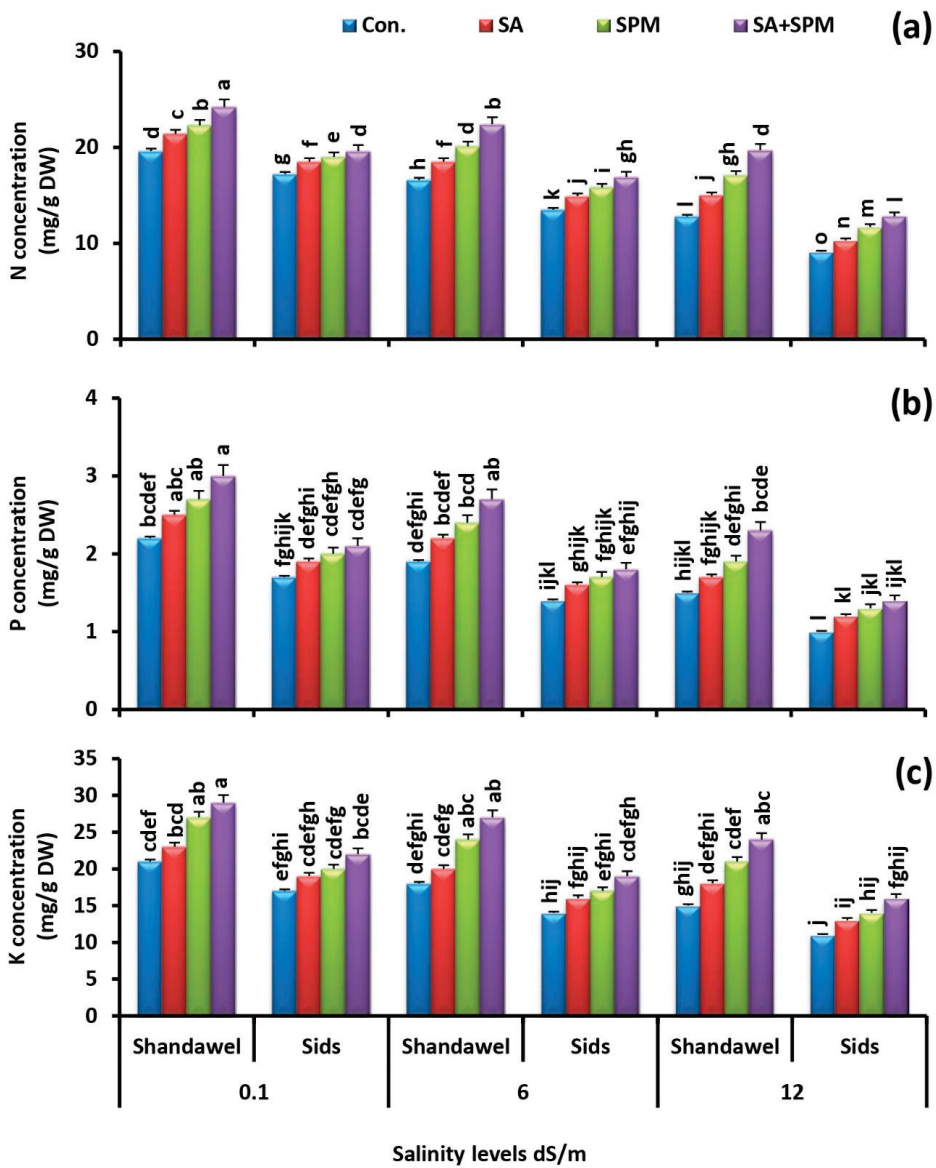 Con. SA SPM SA+SPM
(a)
N concentration
(mg/g DW)
30
20
10
0
d c b a g f e d h f d b k j i gh l j gh d o n m l
(b)
P concentration
(mg/g DW)
4
3
2
1
0
bcdef abc ab a fghijk defghi cdefgh cdefg defghi bcdef bcd ab ijkl ghijk fghijk efghij hijkl fghijk defghi bcde l kl jkl ijkl
(c)
K concentration
(mg/g DW)
35
30
25
20
15
10
5
0
cdef bcd ab a efghi cdefgh cdefg bcde defghi cdefg abc ab hij fghij efghi cdefgh ghij defghi cdef abc j ij hij fghij
Shandawel Sids Shandawel Sids Shandawel Sids
0.1 6 12
Salinity levels dS/m